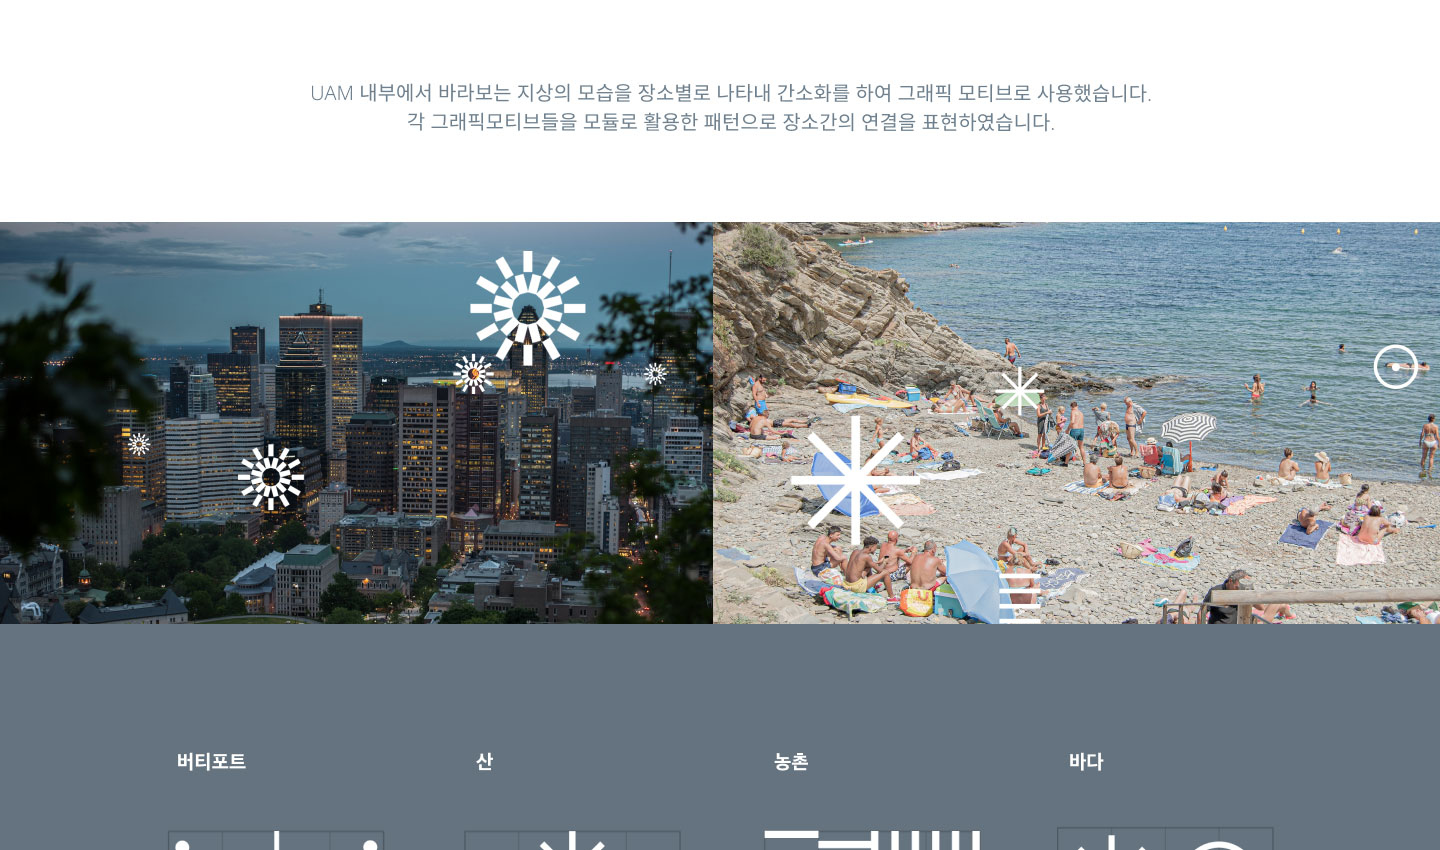 UAM 내부에서 바라보는 지상의 모습을 장소별로 나타내 간소화를 하여 그래픽 모티브로 사용했습니다.
각 그래픽모티브들을 모듈로 활용한 패턴으로 장소간의 연결을 표현하였습니다.
버티포트
산
농촌
바다